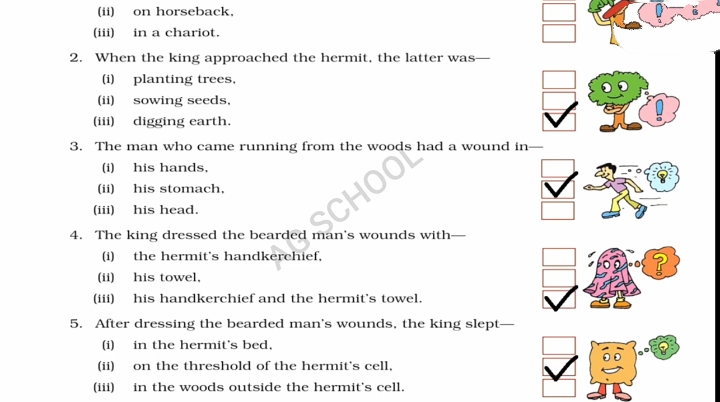 (ii) on horseback,
(iii) in a chariot.
2. When the king approached the hermit, the latter was—
(i) planting trees,
(ii) sowing seeds,
(iii) digging earth.
3. The man who came running from the woods had a wound in—
(i) his hands,
(ii) his stomach,
(iii) his head.
4. The king dressed the bearded man's wounds with—
(i) the hermit's handkerchief,
(ii) his towel,
(iii) his handkerchief and the hermit's towel.
5. After dressing the bearded man's wounds, the king slept—
(i) in the hermit's bed,
(ii) on the threshold of the hermit's cell,
(iii) in the woods outside the hermit's cell.
AG SCHOOL
!
!
?